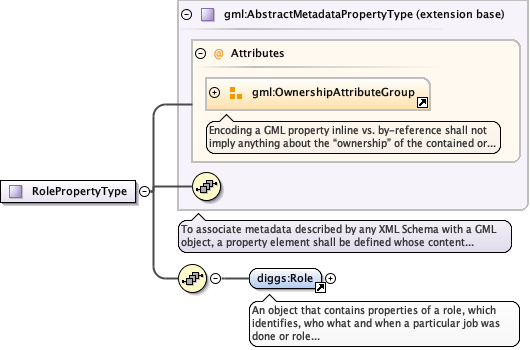 gml:AbstractMetadataPropertyType (extension base)
@ Attributes
gml:OwnershipAttributeGroup
Encoding a GML property inline vs. by-reference shall not
imply anything about the “ownership” of the contained or...
RolePropertyType
To associate metadata described by any XML Schema with a GML
object, a property element shall be defined whose content...
diggs:Role
An object that contains properties of a role, which
identifies, who what and when a particular job was
done or role...